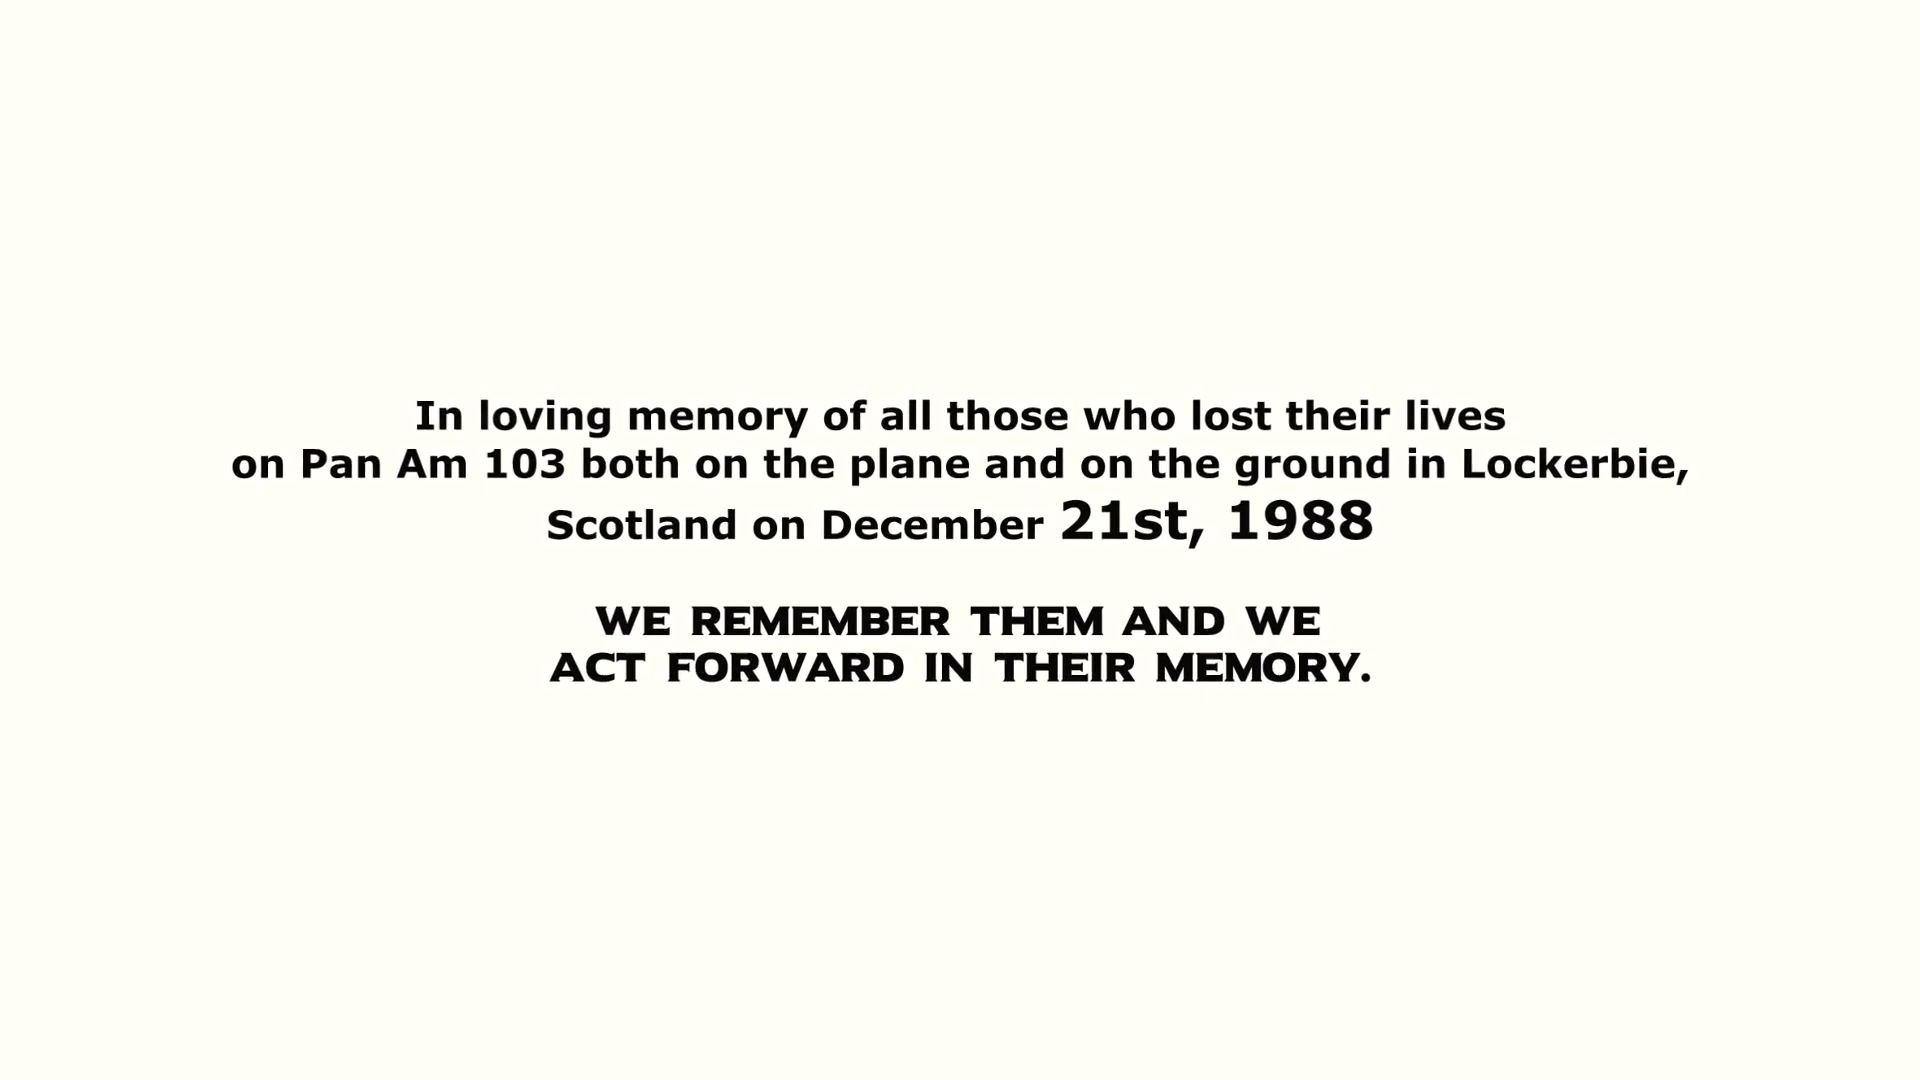 In loving memory of all those who lost their lives
on Pan Am 103 both on the plane and on the ground in Lockerbie,
Scotland on December 21st, 1988
WE REMEMBER THEM AND WE
ACT FORWARD IN THEIR MEMORY.